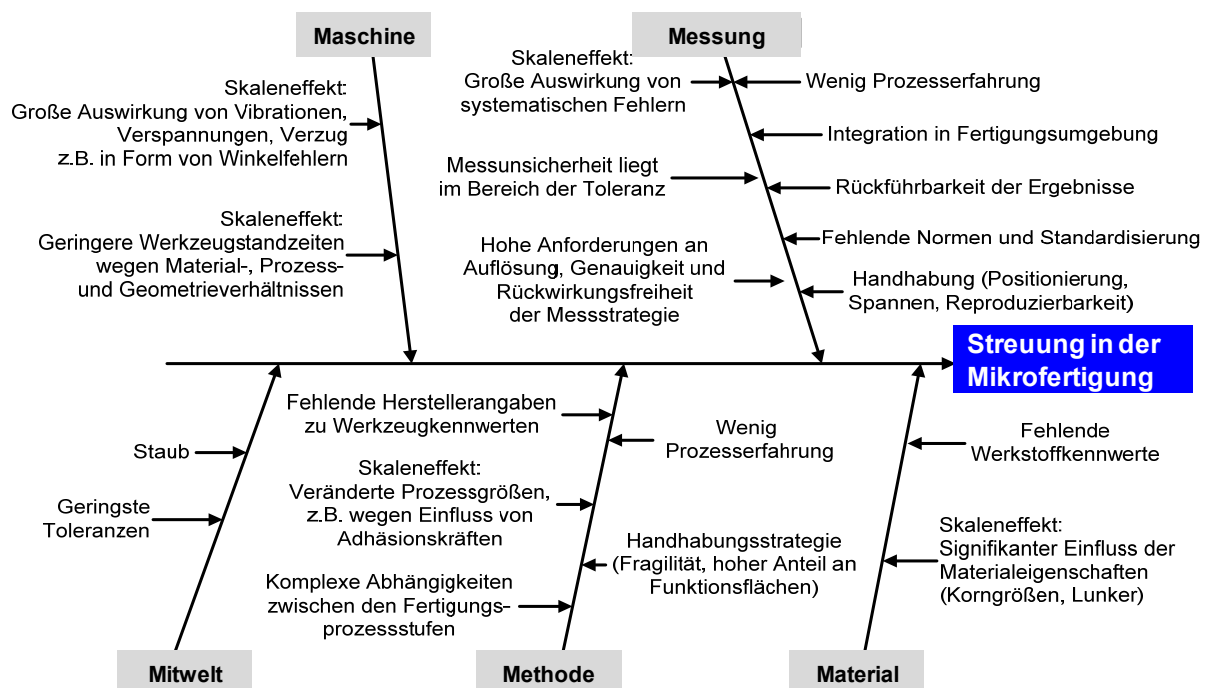 Maschine
Skaleneffekt:
Große Auswirkung von Vibrationen,
Verspannungen, Verzug
z.B. in Form von Winkelfehlern
Skaleneffekt:
Geringere Werkzeugstandzeiten
wegen Material-, Prozess-
und Geometrieverhältnissen
Messung
Skaleneffekt:
Große Auswirkung von
systematischen Fehlern
Messunsicherheit liegt
im Bereich der Toleranz
Hohe Anforderungen an
Auflösung, Genauigkeit und
Rückwirkungsfreiheit
der Messstrategie
Wenig Prozesserfahrung
Integration in Fertigungsumgebung
Rückführbarkeit der Ergebnisse
Fehlende Normen und Standardisierung
Handhabung (Positionierung,
Spannen, Reproduzierbarkeit)
Streuung in der
Mikrofertigung
Staub
Geringste
Toleranzen
Mitwelt
Fehlende Herstellerangaben
zu Werkzeugkennwerten
Skaleneffekt:
Veränderte Prozessgrößen,
z.B. wegen Einfluss von
Adhäsionskräften
Komplexe Abhängigkeiten
zwischen den Fertigungs-
prozessstufen
Wenig
Prozesserfahrung
Handhabungsstrategie
(Fragilität, hoher Anteil an
Funktionsflächen)
Methode
Fehlende
Werkstoffkennwerte
Skaleneffekt:
Signifikanter Einfluss der
Materialeigenschaften
(Korngrößen, Lunker)
Material